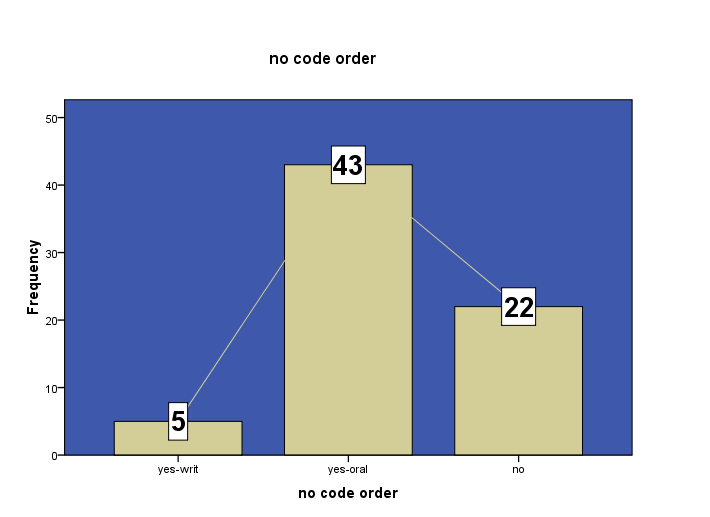 no code order
Frequency
50
40
30
20
10
0
43
22
5
yes-writ
yes-oral
no
no code order